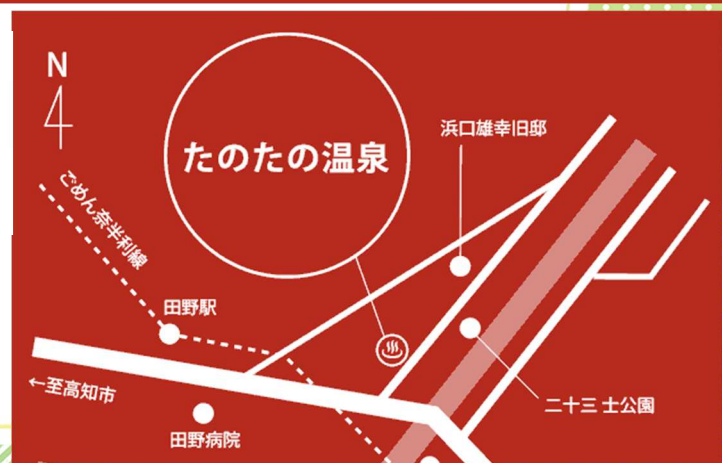 N
たのたの温泉
浜口雄幸旧邸
ごめん奈半利線
田野駅
←至高知市
二十三士公園
田野病院